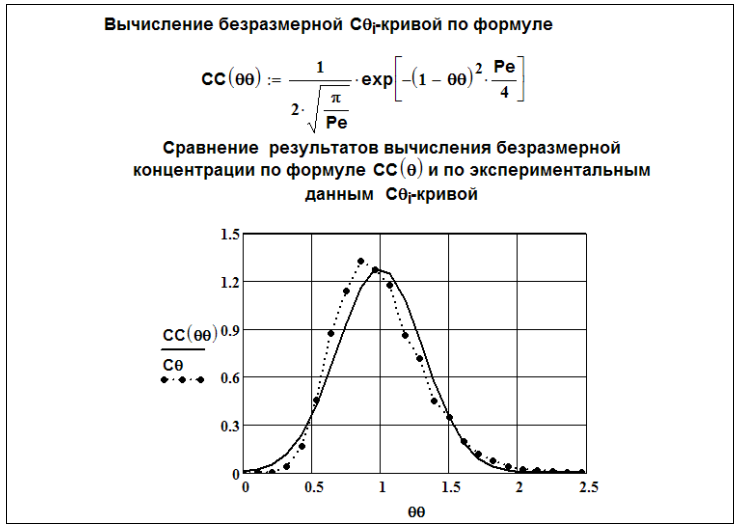 Вычисление безразмерной Cθi-кривой по формуле
CC(θθ) := 1 / (2·√(π/Pe)) · exp[−(1 − θθ)² · Pe/4]
Сравнение результатов вычисления безразмерной
концентрации по формуле CC(θ) и по экспериментальным
данным Cθi-кривой
1.5
1.2
0.9
0.6
0.3
0
CC(θθ)
Cθ
0 0.5 1 1.5 2 2.5
θθ